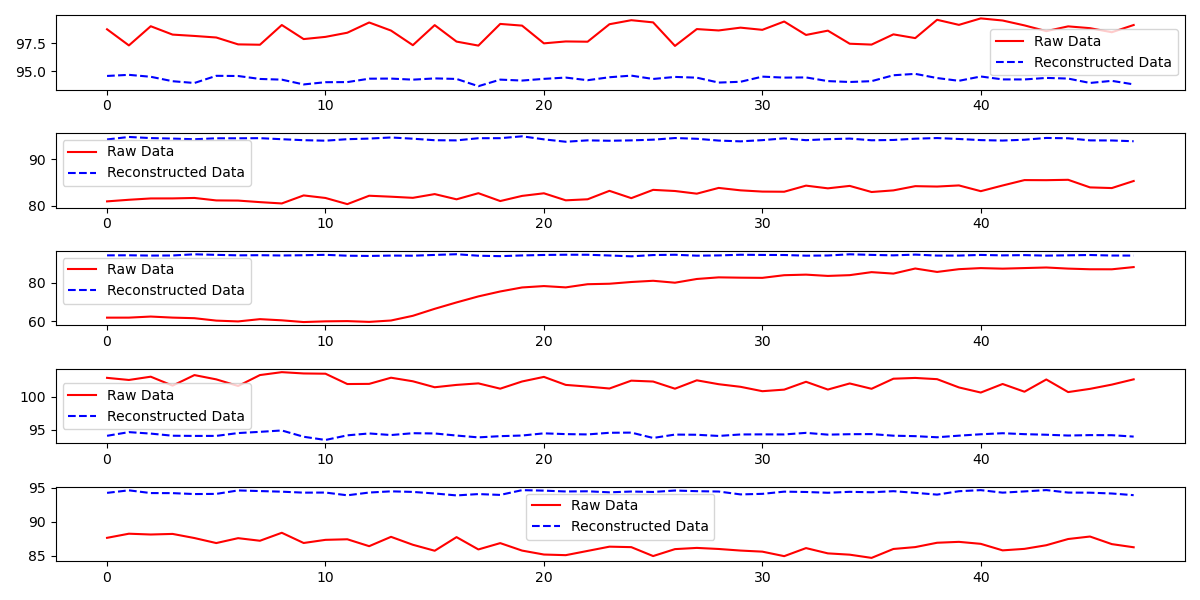 97.5
95.0
Raw Data
Reconstructed Data
0 10 20 30 40
90
80
Raw Data
Reconstructed Data
0 10 20 30 40
80
60
Raw Data
Reconstructed Data
0 10 20 30 40
100
95
Raw Data
Reconstructed Data
0 10 20 30 40
95
90
85
Raw Data
Reconstructed Data
0 10 20 30 40